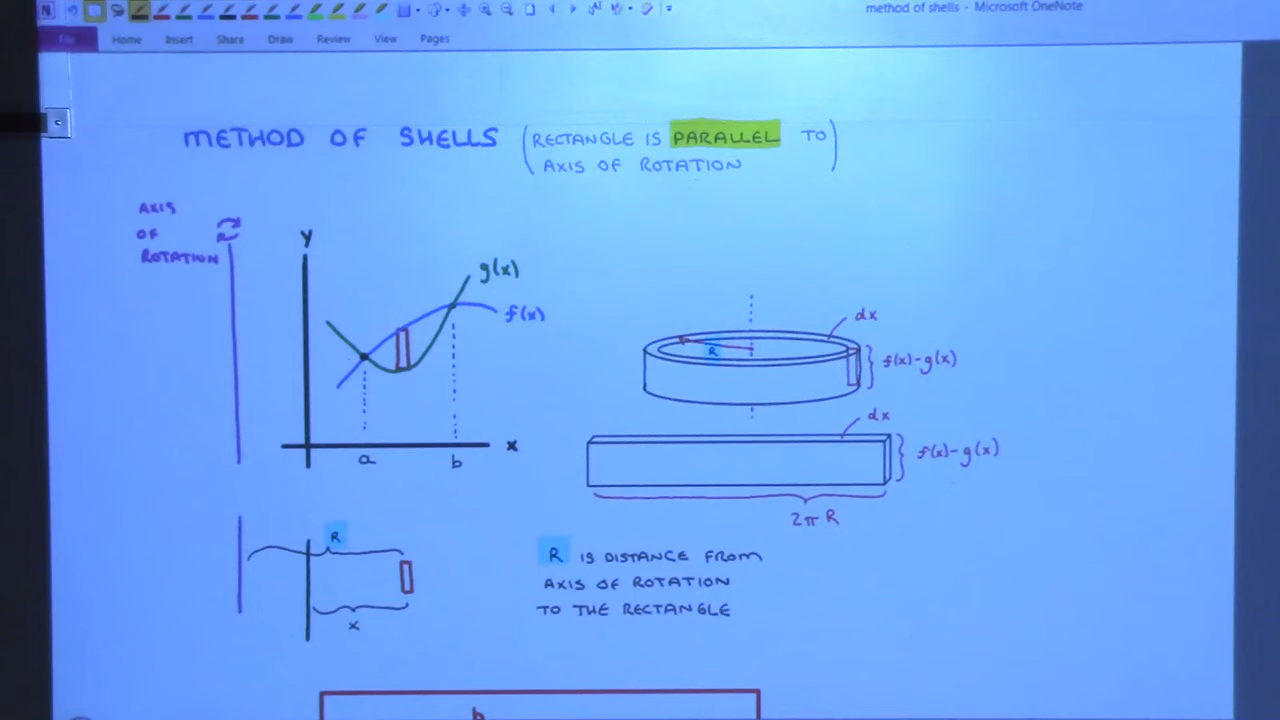 method of shells - Microsoft OneNote
File Home Insert Share Draw Review View Pages
METHOD OF SHELLS (RECTANGLE IS PARALLEL TO
AXIS OF ROTATION)
AXIS
OF
ROTATION
y
g(x)
f(x)
x
a
b
dx
R
f(x)-g(x)
dx
f(x)-g(x)
2π R
R
x
R IS DISTANCE FROM
AXIS OF ROTATION
TO THE RECTANGLE
b